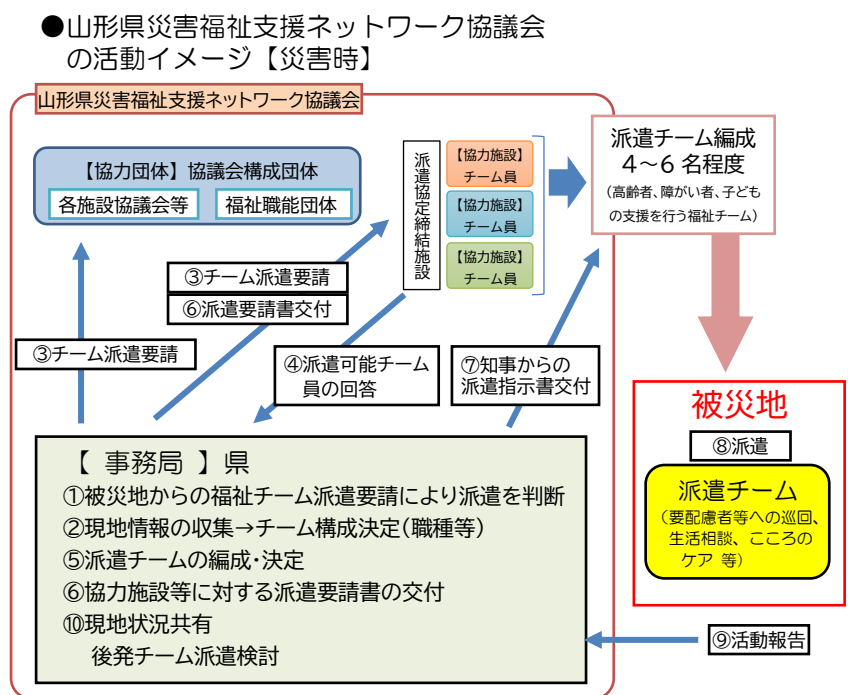 ●山形県災害福祉支援ネットワーク協議会
の活動イメージ【災害時】
山形県災害福祉支援ネットワーク協議会
【協力団体】協議会構成団体
各施設協議会等
福祉職能団体
派遣協定締結施設
【協力施設】
チーム員
【協力施設】
チーム員
【協力施設】
チーム員
派遣チーム編成
4~6 名程度
(高齢者、障がい者、子ども
の支援を行う福祉チーム)
③チーム派遣要請
⑥派遣要請書交付
③チーム派遣要請
④派遣可能チーム
員の回答
⑦知事からの
派遣指示書交付
【 事務局 】県
①被災地からの福祉チーム派遣要請により派遣を判断
②現地情報の収集→チーム構成決定(職種等)
⑤派遣チームの編成・決定
⑥協力施設等に対する派遣要請書の交付
⑩現地状況共有
後発チーム派遣検討
被災地
⑧派遣
派遣チーム
(要配慮者等への巡回、
生活相談、こころの
ケア 等)
⑨活動報告